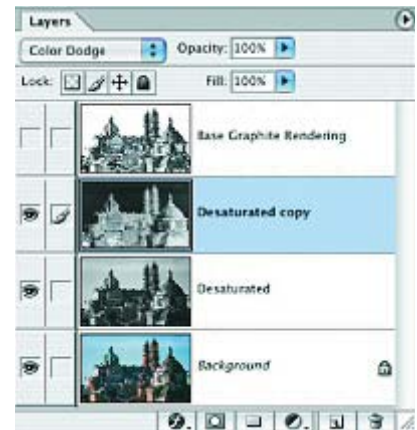 Layers
Color Dodge Opacity: 100%
Lock: Fill: 100%
Base Graphite Rendering
Desaturated copy
Desaturated
Background